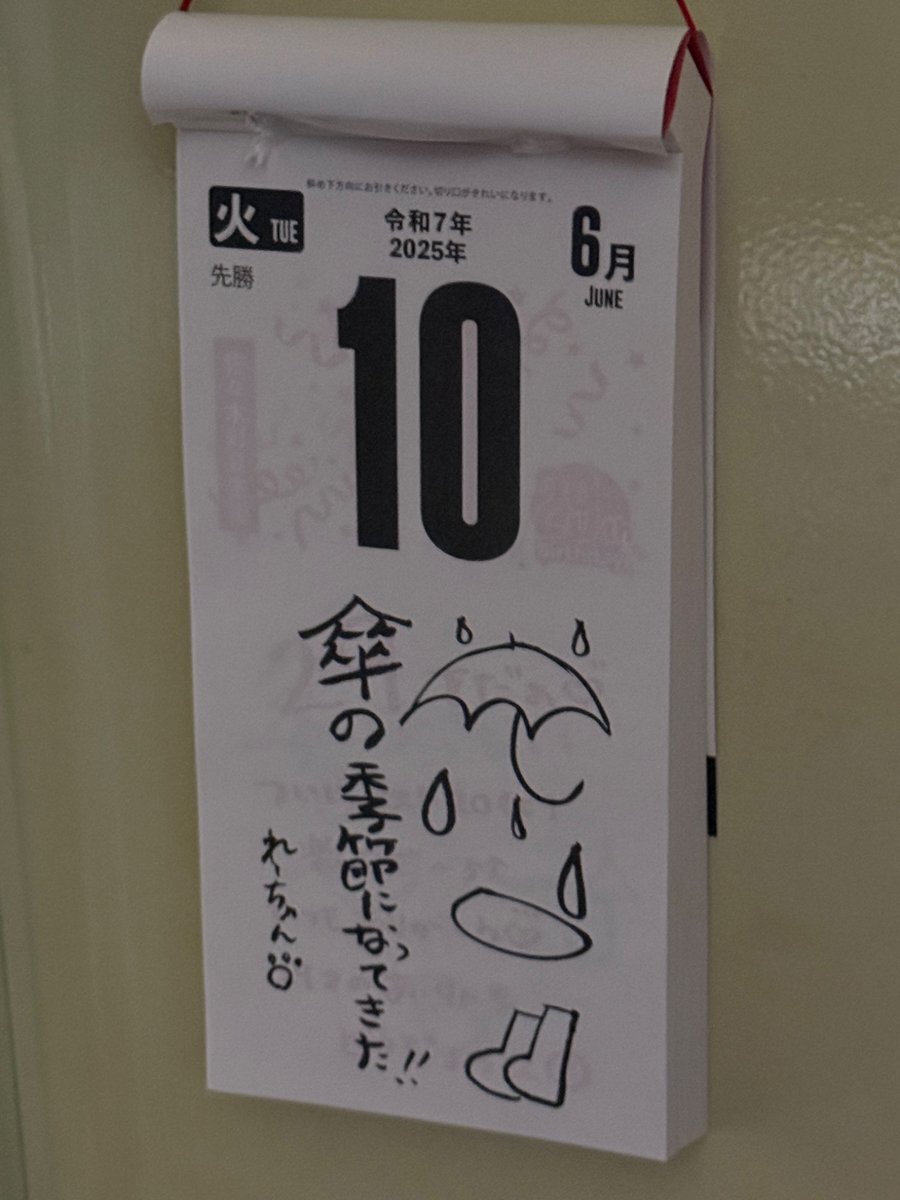 斜め下方向にお引きください。切り口がきれいになります。
火 TUE
令和7年
2025年
6月
JUNE
先勝
10
傘の季節になってきた!!
れーちゃん